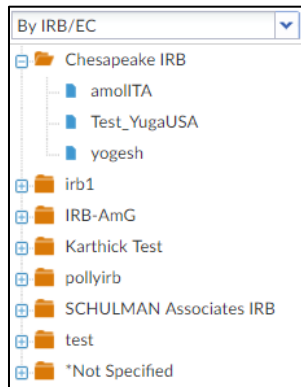 By IRB/EC
Chesapeake IRB
amolITA
Test_YugaUSA
yogesh
irb1
IRB-AmG
Karthick Test
pollyirb
SCHULMAN Associates IRB
test
*Not Specified